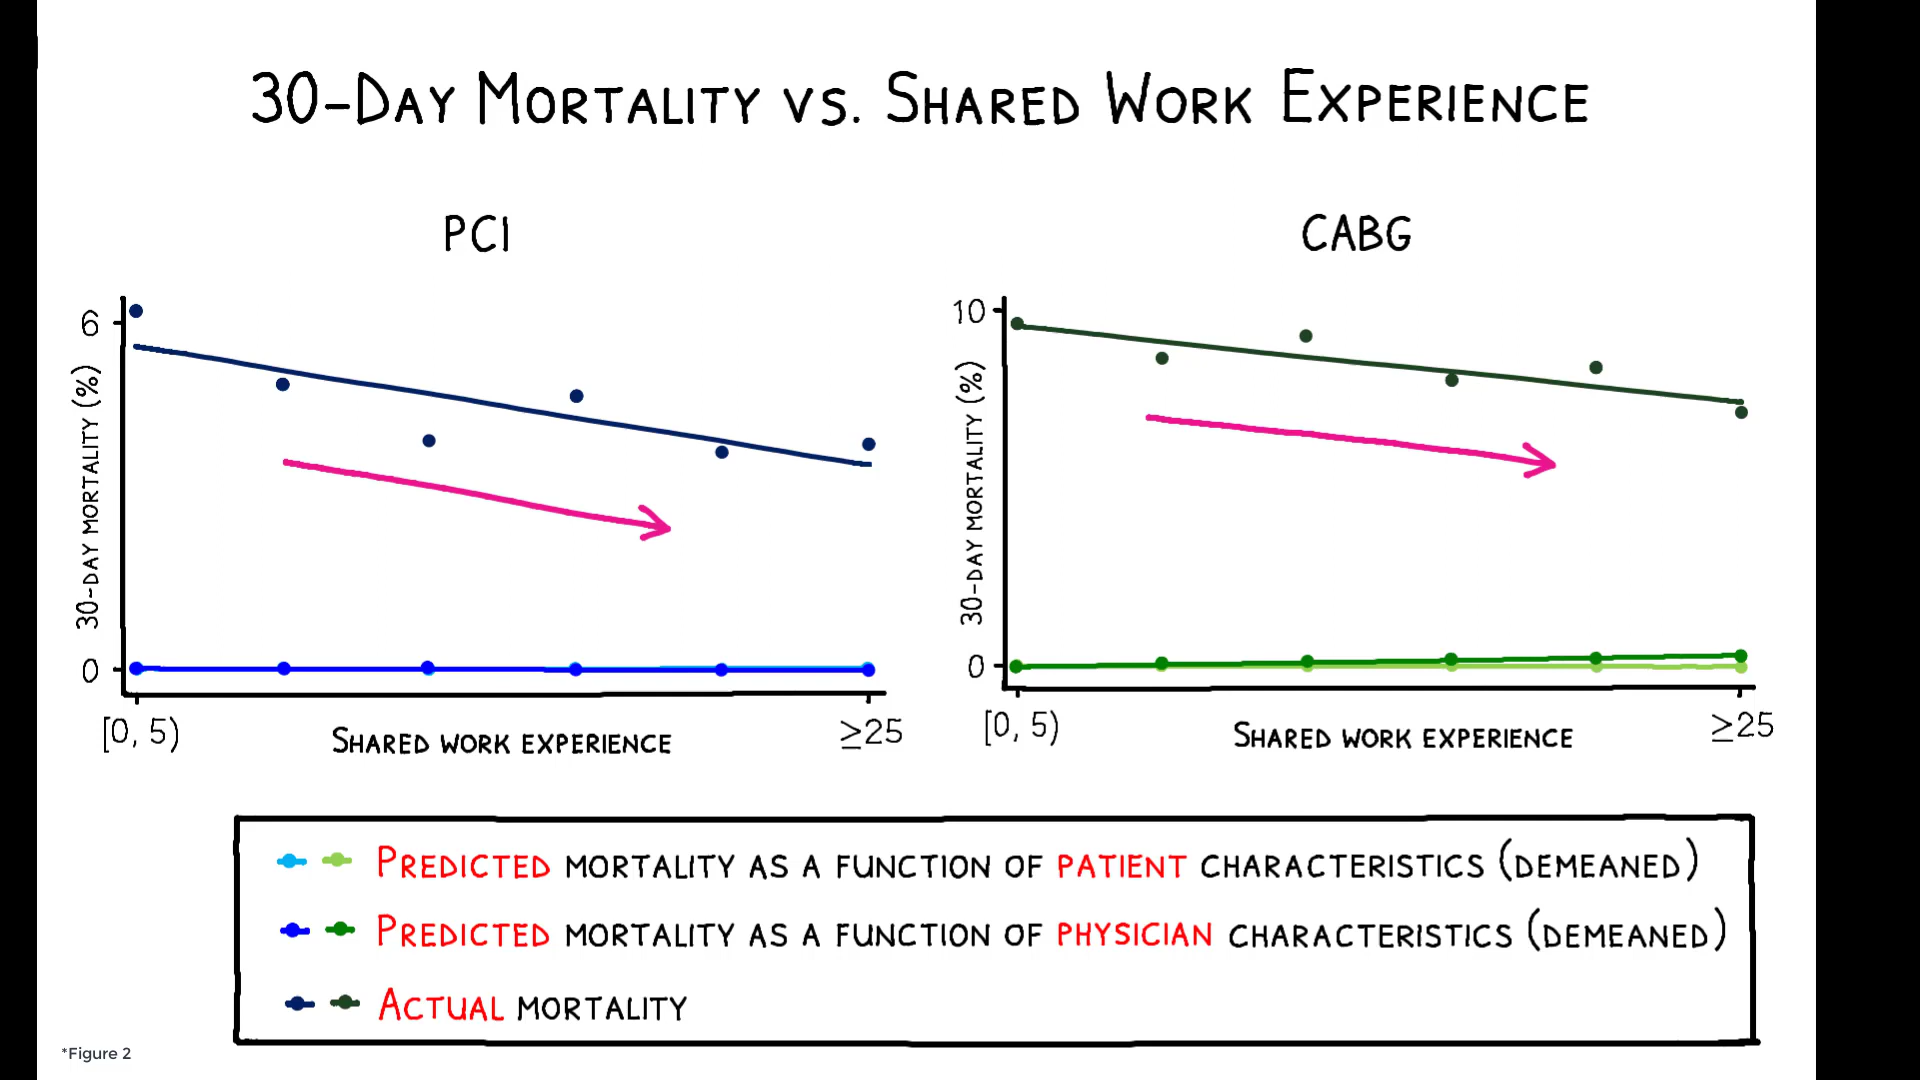 30-Day Mortality vs. Shared Work Experience
PCI
6
30-day mortality (%)
0
[0, 5)
Shared work experience
≥25
CABG
10
30-day mortality (%)
0
[0, 5)
Shared work experience
≥25
Predicted mortality as a function of patient characteristics (demeaned)
Predicted mortality as a function of physician characteristics (demeaned)
Actual mortality
*Figure 2